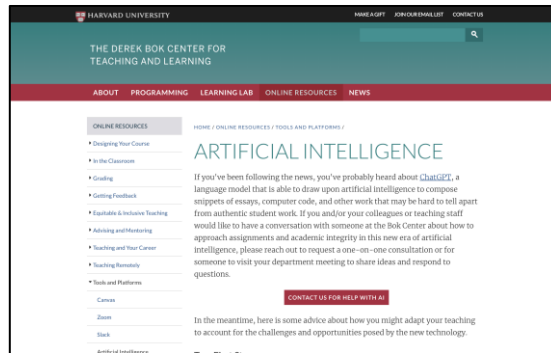 HARVARD UNIVERSITY
MAKE A GIFT JOIN OUR EMAIL LIST CONTACT US
THE DEREK BOK CENTER FOR
TEACHING AND LEARNING
ABOUT PROGRAMMING LEARNING LAB ONLINE RESOURCES NEWS
ONLINE RESOURCES
Designing Your Course
In the Classroom
Grading
Getting Feedback
Equitable & Inclusive Teaching
Advising and Mentoring
Teaching and Your Career
Teaching Remotely
Tools and Platforms
Canvas
Zoom
Slack
Artificial Intelligence
HOME / ONLINE RESOURCES / TOOLS AND PLATFORMS /
ARTIFICIAL INTELLIGENCE
If you've been following the news, you've probably heard about ChatGPT, a
language model that is able to draw upon artificial intelligence to compose
snippets of essays, computer code, and other work that may be hard to tell apart
from authentic student work. If you and/or your colleagues or teaching staff
would like to have a conversation with someone at the Bok Center about how to
approach assignments and academic integrity in this new era of artificial
intelligence, please reach out to request a one-on-one consultation or for
someone to visit your department meeting to share ideas and respond to
questions.
CONTACT US FOR HELP WITH AI
In the meantime, here is some advice about how you might adapt your teaching
to account for the challenges and opportunities posed by the new technology.